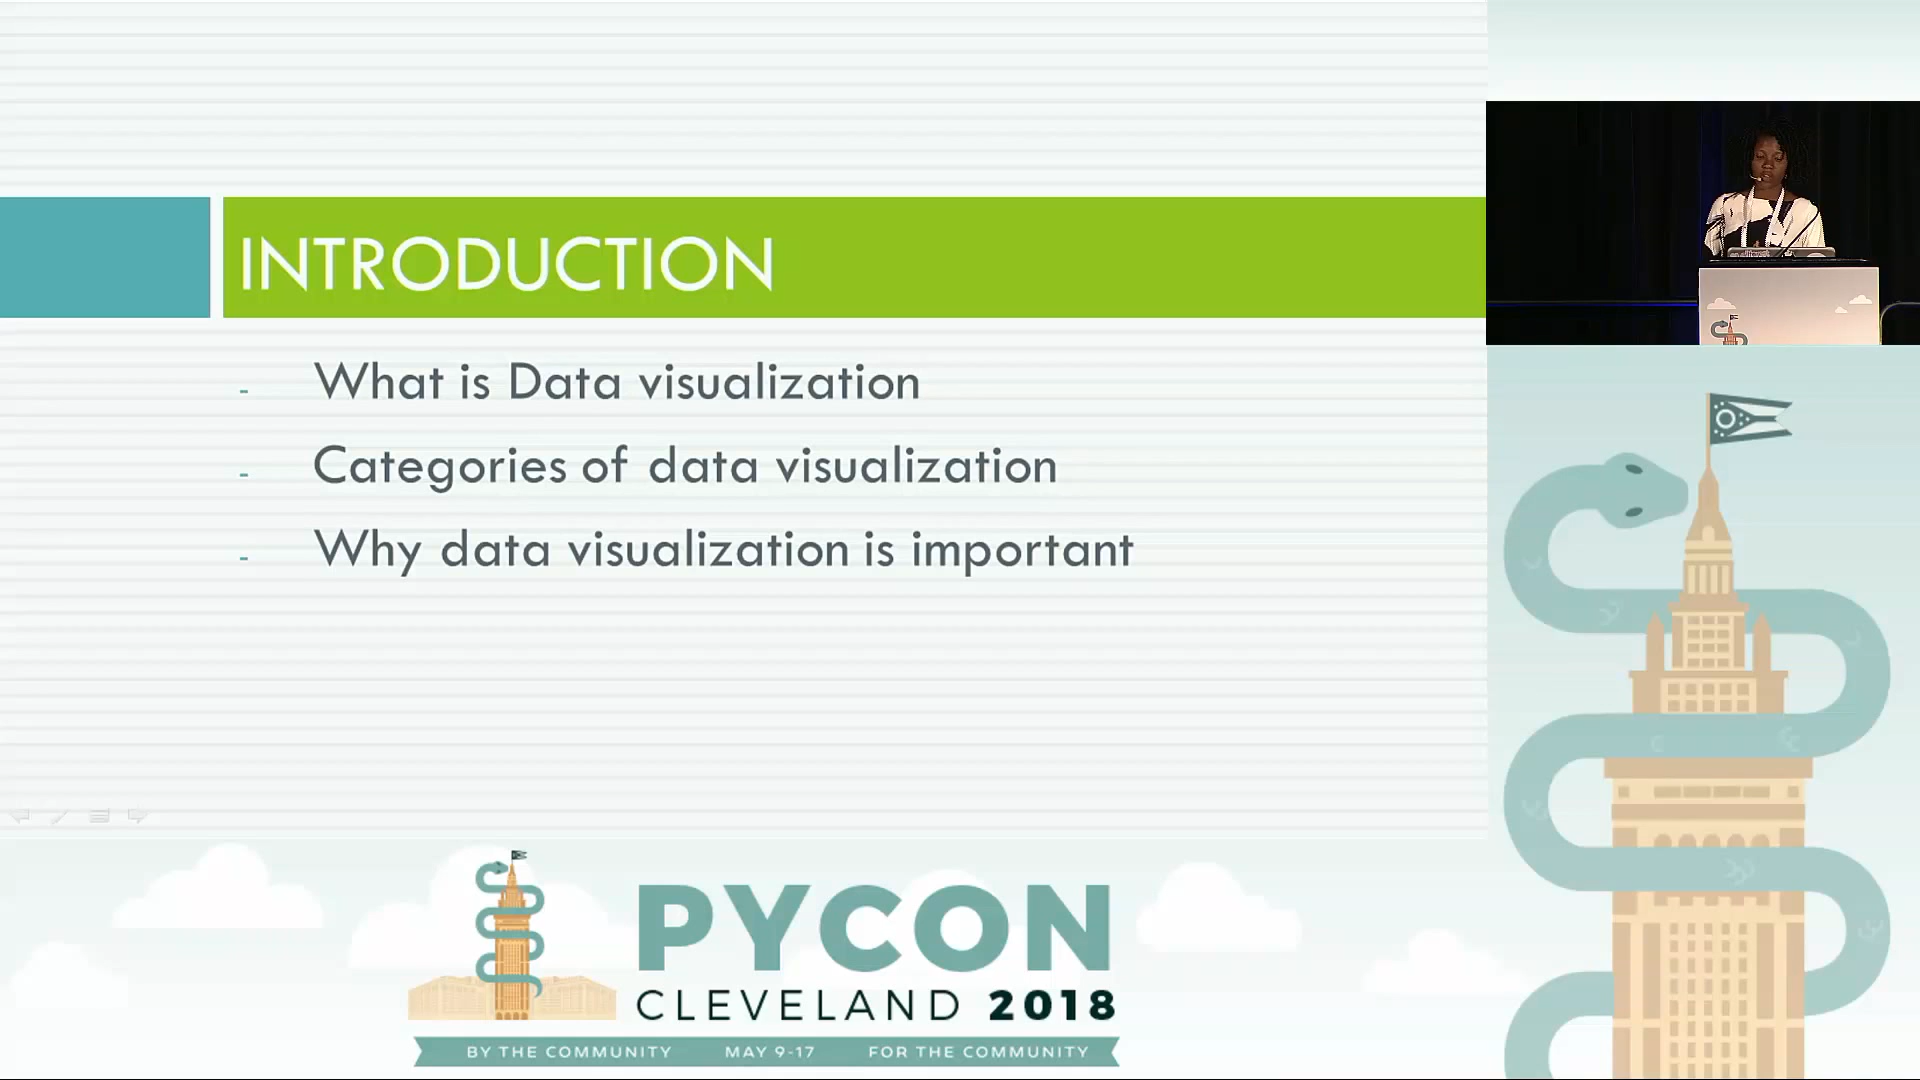 INTRODUCTION
- What is Data visualization
- Categories of data visualization
- Why data visualization is important
PYCON
CLEVELAND 2018
BY THE COMMUNITY MAY 9-17 FOR THE COMMUNITY